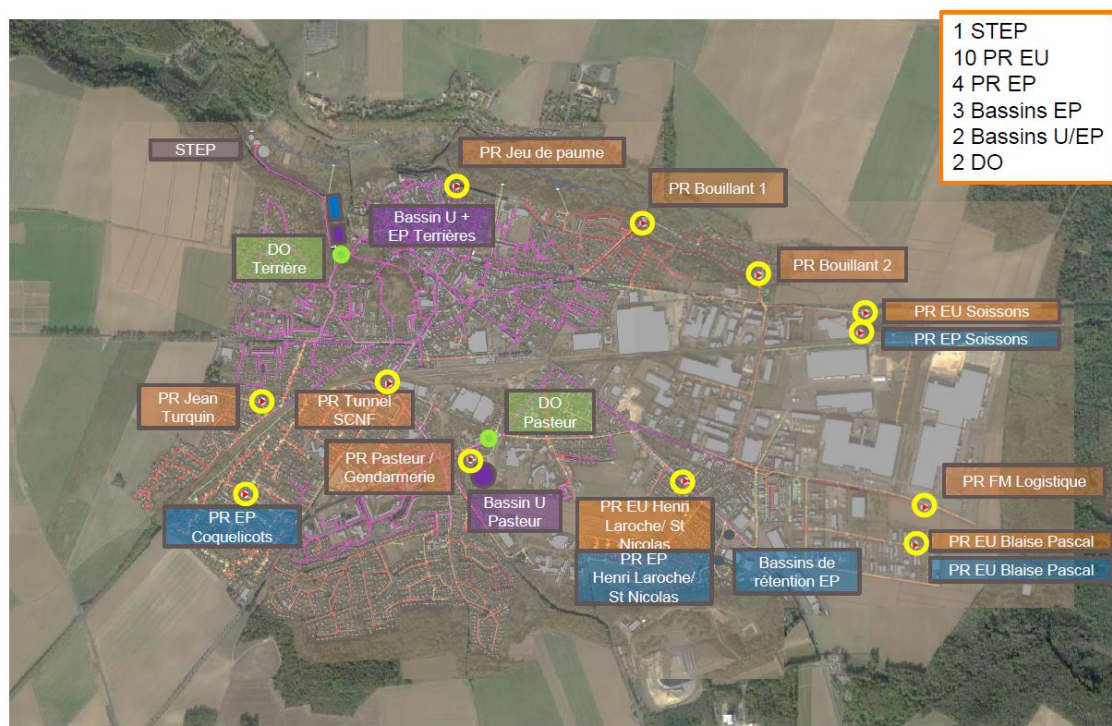 1 STEP
10 PR EU
4 PR EP
3 Bassins EP
2 Bassins U/EP
2 DO
STEP
PR Jeu de paume
PR Bouillant 1
Bassin U +
EP Terrières
DO
Terrière
PR Bouillant 2
PR EU Soissons
PR EP Soissons
PR Jean
Turquin
PR Tunnel
SCNF
DO
Pasteur
PR Pasteur /
Gendarmerie
PR FM Logistique
PR EP
Coquelicots
Bassin U
Pasteur
PR EU Henri
Laroche/ St
Nicolas
PR EP
Henri Laroche/
St Nicolas
Bassins de
rétention EP
PR EU Blaise Pascal
PR EU Blaise Pascal